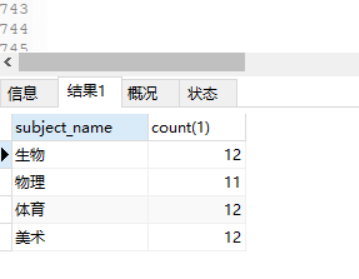 743
744
745
信息 结果1 概况 状态
subject_name count(1)
生物 12
物理 11
体育 12
美术 12